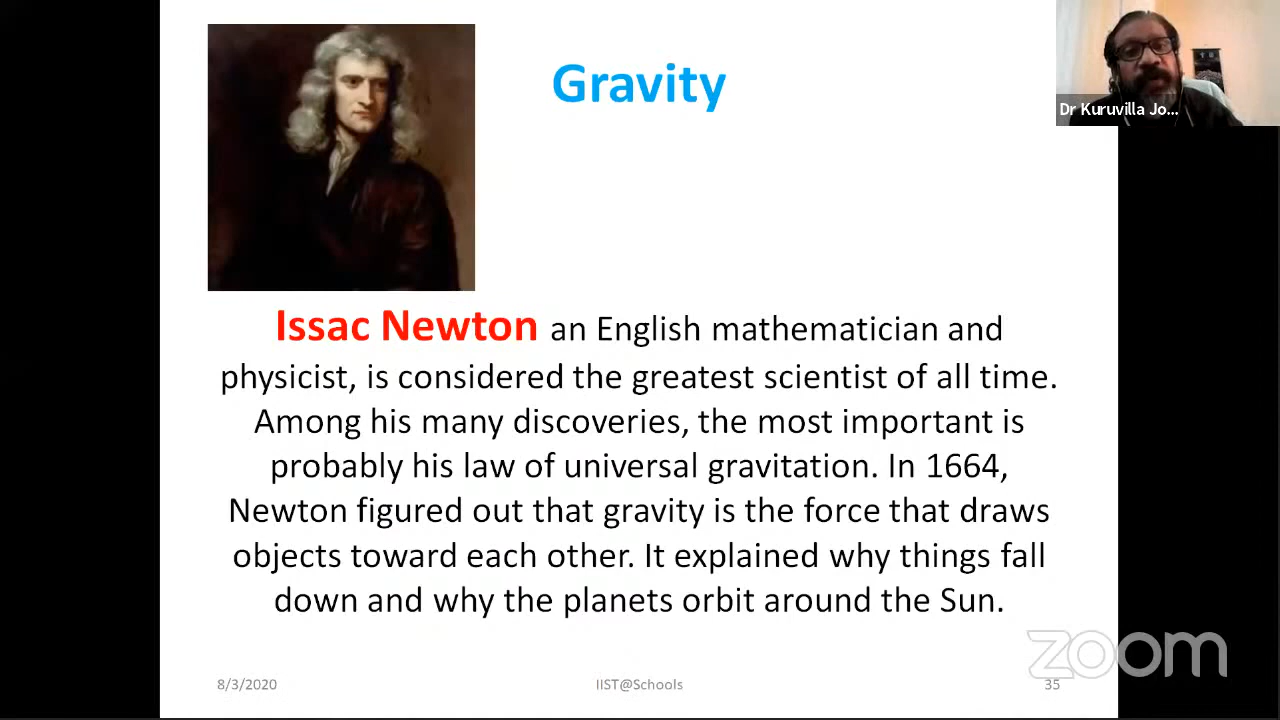 Gravity
Dr Kuruvilla Jo...
Issac Newton an English mathematician and
physicist, is considered the greatest scientist of all time.
Among his many discoveries, the most important is
probably his law of universal gravitation. In 1664,
Newton figured out that gravity is the force that draws
objects toward each other. It explained why things fall
down and why the planets orbit around the Sun.
zoom
8/3/2020 IIST@Schools 35